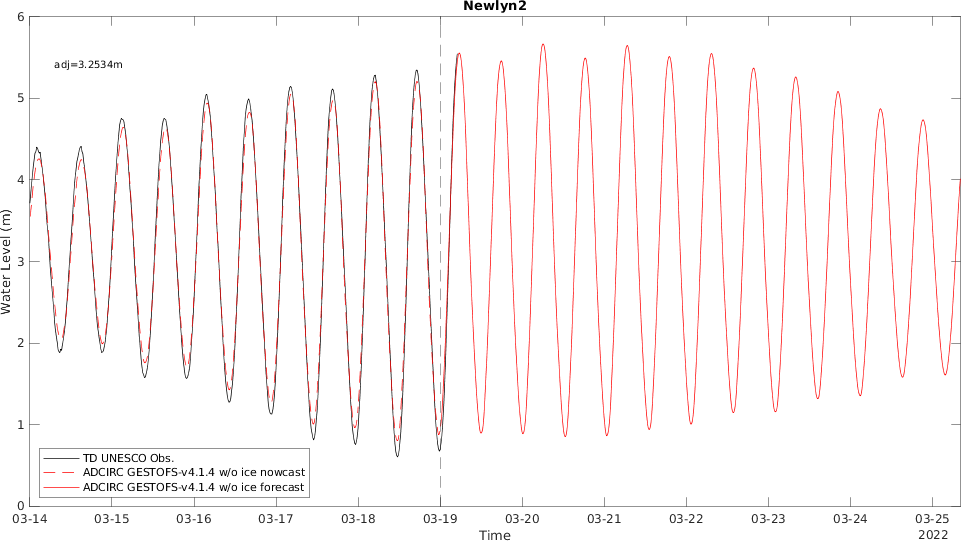 Newlyn2
6
adj=3.2534m
5
4
3
2
1
0
Water Level (m)
TD UNESCO Obs.
ADCIRC GESTOFS-v4.1.4 w/o ice nowcast
ADCIRC GESTOFS-v4.1.4 w/o ice forecast
03-14 03-15 03-16 03-17 03-18 03-19 03-20 03-21 03-22 03-23 03-24 03-25
Time 2022